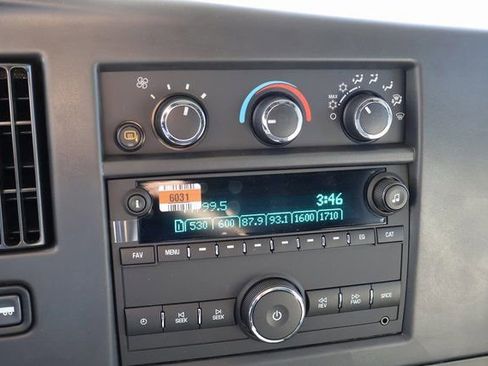 MAX
6031
99.5 3:46
1 530 600 87.9 93.1 1600 1710
i
FAV MENU EQ CAT
SEEK SEEK REV FWD